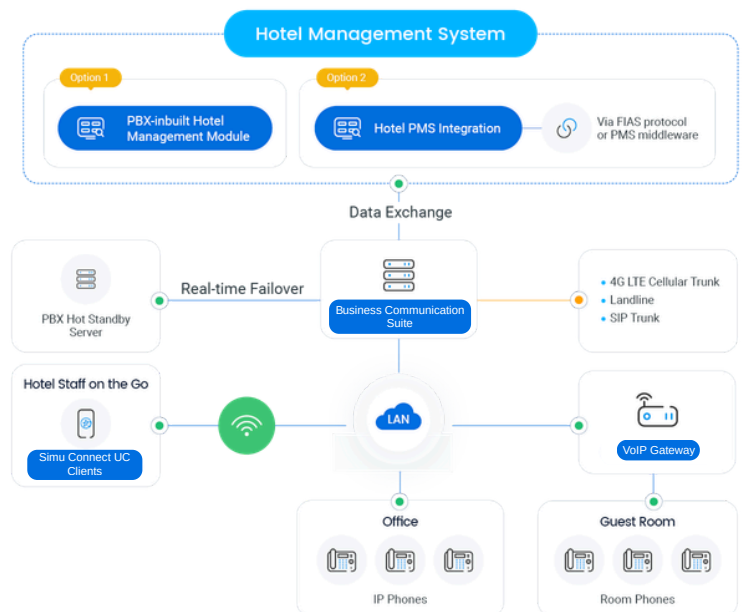 Hotel Management System
Option 1
PBX-inbuilt Hotel
Management Module
Option 2
Hotel PMS Integration
Via FIAS protocol
or PMS middleware
Data Exchange
PBX Hot Standby
Server
Real-time Failover
Business Communication
Suite
4G LTE Cellular Trunk
Landline
SIP Trunk
Hotel Staff on the Go
Simu Connect UC
Clients
LAN
VoIP Gateway
Office
IP Phones
Guest Room
Room Phones